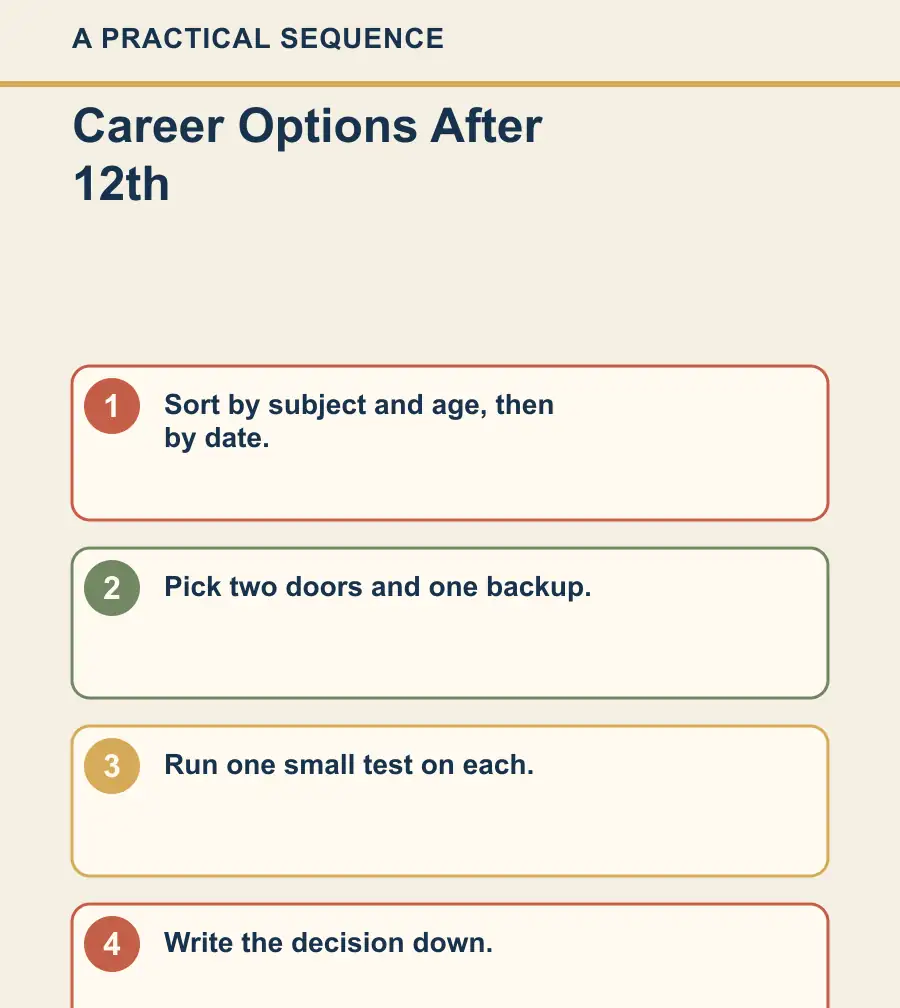 A PRACTICAL SEQUENCE
Career Options After
12th
1
Sort by subject and age, then
by date.
2
Pick two doors and one backup.
3
Run one small test on each.
4
Write the decision down.